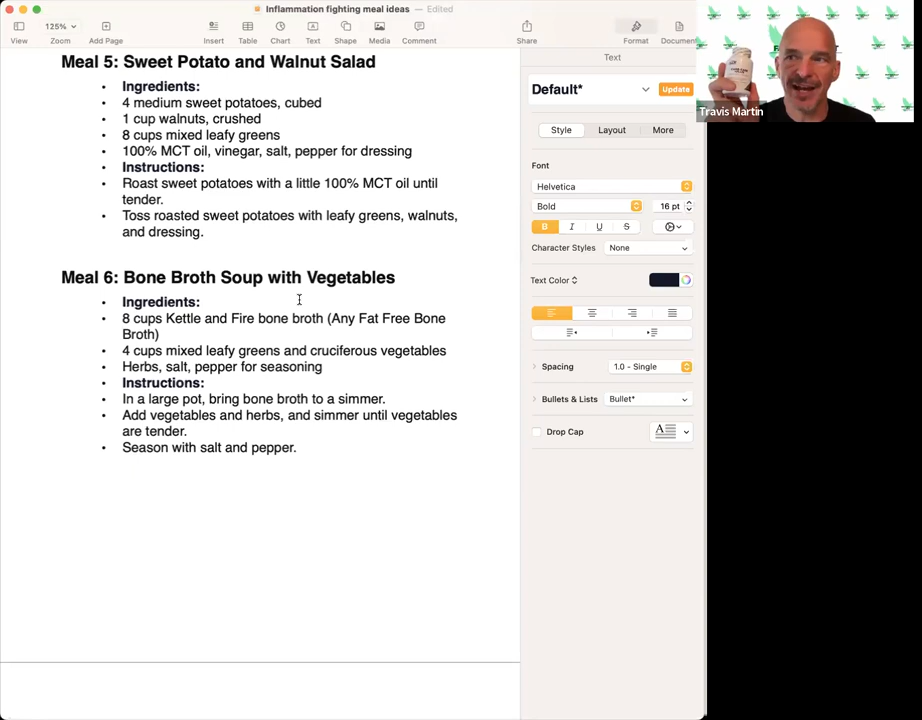 Inflammation fighting meal ideas — Edited
125%
View
Zoom
Add Page
Insert
Table
Chart
Text
Shape
Media
Comment
Share
Format
Documen
Meal 5: Sweet Potato and Walnut Salad
• Ingredients:
• 4 medium sweet potatoes, cubed
• 1 cup walnuts, crushed
• 8 cups mixed leafy greens
• 100% MCT oil, vinegar, salt, pepper for dressing
• Instructions:
• Roast sweet potatoes with a little 100% MCT oil until
tender.
• Toss roasted sweet potatoes with leafy greens, walnuts,
and dressing.
Meal 6: Bone Broth Soup with Vegetables
• Ingredients:
• 8 cups Kettle and Fire bone broth (Any Fat Free Bone
Broth)
• 4 cups mixed leafy greens and cruciferous vegetables
• Herbs, salt, pepper for seasoning
• Instructions:
• In a large pot, bring bone broth to a simmer.
• Add vegetables and herbs, and simmer until vegetables
are tender.
• Season with salt and pepper.
Text
Default*
Update
Style
Layout
More
Font
Helvetica
Bold
16 pt
B I U S
Character Styles
None
Text Color
Spacing
1.0 - Single
Bullets & Lists
Bullet*
Drop Cap
A
Travis Martin